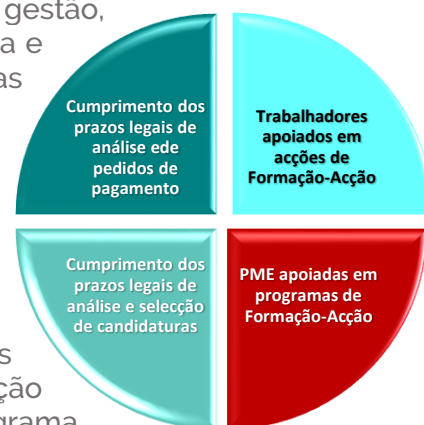 gestão,
a e
as
Cumprimento dos
prazos legais de
análise ede
pedidos de
pagamento
Trabalhadores
apoiados em
acções de
Formação-Acção
Cumprimento dos
prazos legais de
análise e selecção
de candidaturas
PME apoiadas em
programas de
Formação-Acção
s
ção
grama